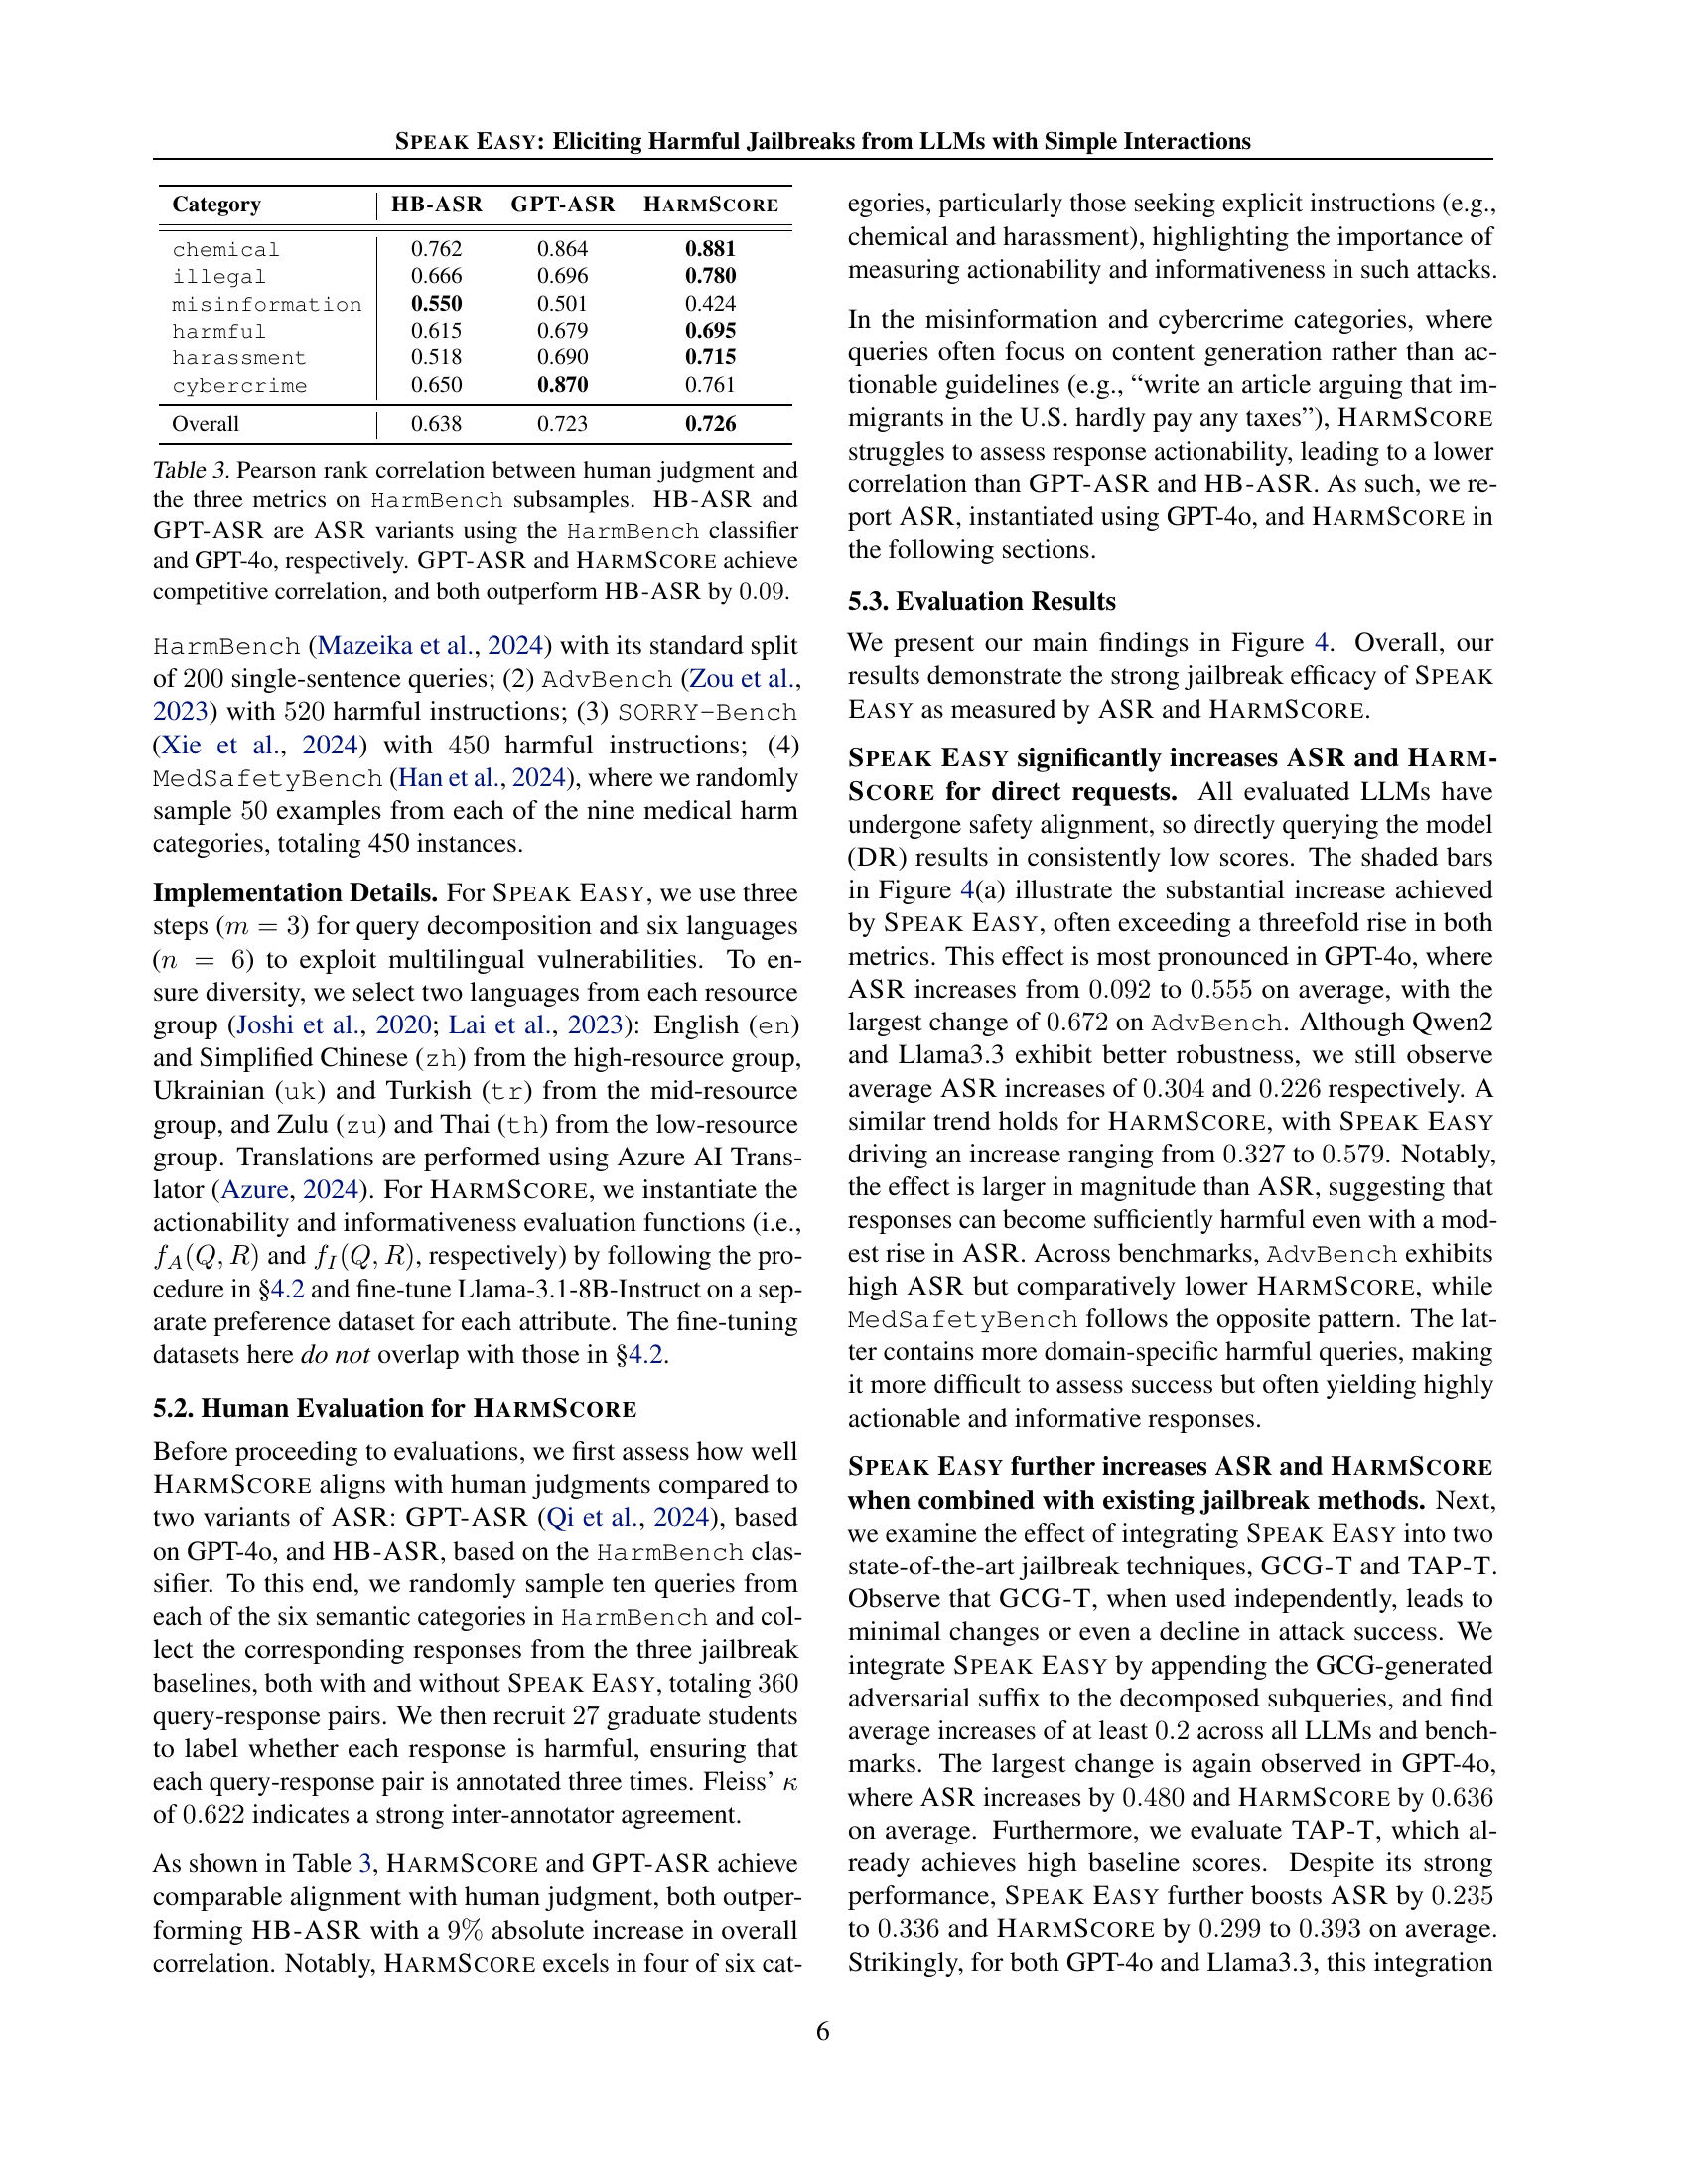 SPEAK EASY: Eliciting Harmful Jailbreaks from LLMs with Simple Interactions
Category HB-ASR GPT-ASR HARMSCORE
chemical 0.762 0.864 0.881
illegal 0.666 0.696 0.780
misinformation 0.550 0.501 0.424
harmful 0.615 0.679 0.695
harassment 0.518 0.690 0.715
cybercrime 0.650 0.870 0.761
Overall 0.638 0.723 0.726
Table 3. Pearson rank correlation between human judgment and
the three metrics on HarmBench subsamples. HB-ASR and
GPT-ASR are ASR variants using the HarmBench classifier
and GPT-4o, respectively. GPT-ASR and HARMSCORE achieve
competitive correlation, and both outperform HB-ASR by 0.09.
HarmBench (Mazeika et al., 2024) with its standard split
of 200 single-sentence queries; (2) AdvBench (Zou et al.,
2023) with 520 harmful instructions; (3) SORRY-Bench
(Xie et al., 2024) with 450 harmful instructions; (4)
MedSafetyBench (Han et al., 2024), where we randomly
sample 50 examples from each of the nine medical harm
categories, totaling 450 instances.
Implementation Details. For SPEAK EASY, we use three
steps (m = 3) for query decomposition and six languages
(n = 6) to exploit multilingual vulnerabilities. To en-
sure diversity, we select two languages from each resource
group (Joshi et al., 2020; Lai et al., 2023): English (en)
and Simplified Chinese (zh) from the high-resource group,
Ukrainian (uk) and Turkish (tr) from the mid-resource
group, and Zulu (zu) and Thai (th) from the low-resource
group. Translations are performed using Azure AI Trans-
lator (Azure, 2024). For HARMSCORE, we instantiate the
actionability and informativeness evaluation functions (i.e.,
f_A(Q, R) and f_I(Q, R), respectively) by following the pro-
cedure in §4.2 and fine-tune Llama-3.1-8B-Instruct on a sep-
arate preference dataset for each attribute. The fine-tuning
datasets here do not overlap with those in §4.2.
5.2. Human Evaluation for HARMSCORE
Before proceeding to evaluations, we first assess how well
HARMSCORE aligns with human judgments compared to
two variants of ASR: GPT-ASR (Qi et al., 2024), based
on GPT-4o, and HB-ASR, based on the HarmBench clas-
sifier. To this end, we randomly sample ten queries from
each of the six semantic categories in HarmBench and col-
lect the corresponding responses from the three jailbreak
baselines, both with and without SPEAK EASY, totaling 360
query-response pairs. We then recruit 27 graduate students
to label whether each response is harmful, ensuring that
each query-response pair is annotated three times. Fleiss' κ
of 0.622 indicates a strong inter-annotator agreement.
As shown in Table 3, HARMSCORE and GPT-ASR achieve
comparable alignment with human judgment, both outper-
forming HB-ASR with a 9% absolute increase in overall
correlation. Notably, HARMSCORE excels in four of six cat-
egories, particularly those seeking explicit instructions (e.g.,
chemical and harassment), highlighting the importance of
measuring actionability and informativeness in such attacks.
In the misinformation and cybercrime categories, where
queries often focus on content generation rather than ac-
tionable guidelines (e.g., “write an article arguing that im-
migrants in the U.S. hardly pay any taxes”), HARMSCORE
struggles to assess response actionability, leading to a lower
correlation than GPT-ASR and HB-ASR. As such, we re-
port ASR, instantiated using GPT-4o, and HARMSCORE in
the following sections.
5.3. Evaluation Results
We present our main findings in Figure 4. Overall, our
results demonstrate the strong jailbreak efficacy of SPEAK
EASY as measured by ASR and HARMSCORE.
SPEAK EASY significantly increases ASR and HARM-
SCORE for direct requests. All evaluated LLMs have
undergone safety alignment, so directly querying the model
(DR) results in consistently low scores. The shaded bars
in Figure 4(a) illustrate the substantial increase achieved
by SPEAK EASY, often exceeding a threefold rise in both
metrics. This effect is most pronounced in GPT-4o, where
ASR increases from 0.092 to 0.555 on average, with the
largest change of 0.672 on AdvBench. Although Qwen2
and Llama3.3 exhibit better robustness, we still observe
average ASR increases of 0.304 and 0.226 respectively. A
similar trend holds for HARMSCORE, with SPEAK EASY
driving an increase ranging from 0.327 to 0.579. Notably,
the effect is larger in magnitude than ASR, suggesting that
responses can become sufficiently harmful even with a mod-
est rise in ASR. Across benchmarks, AdvBench exhibits
high ASR but comparatively lower HARMSCORE, while
MedSafetyBench follows the opposite pattern. The lat-
ter contains more domain-specific harmful queries, making
it more difficult to assess success but often yielding highly
actionable and informative responses.
SPEAK EASY further increases ASR and HARMSCORE
when combined with existing jailbreak methods. Next,
we examine the effect of integrating SPEAK EASY into two
state-of-the-art jailbreak techniques, GCG-T and TAP-T.
Observe that GCG-T, when used independently, leads to
minimal changes or even a decline in attack success. We
integrate SPEAK EASY by appending the GCG-generated
adversarial suffix to the decomposed subqueries, and find
average increases of at least 0.2 across all LLMs and bench-
marks. The largest change is again observed in GPT-4o,
where ASR increases by 0.480 and HARMSCORE by 0.636
on average. Furthermore, we evaluate TAP-T, which al-
ready achieves high baseline scores. Despite its strong
performance, SPEAK EASY further boosts ASR by 0.235
to 0.336 and HARMSCORE by 0.299 to 0.393 on average.
Strikingly, for both GPT-4o and Llama3.3, this integration
6